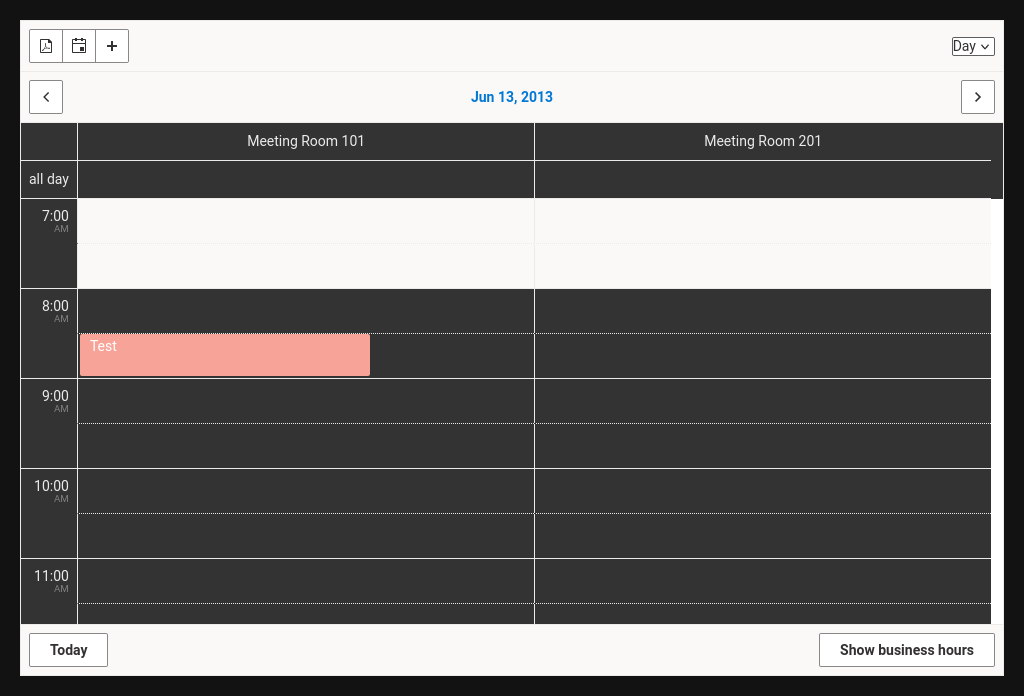 Day
Jun 13, 2013
Meeting Room 101 Meeting Room 201
all day
7:00
AM
8:00
AM
Test
9:00
AM
10:00
AM
11:00
AM
Today Show business hours